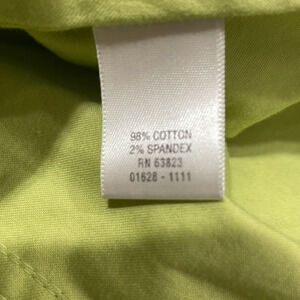 98% COTTON
2% SPANDEX
RN 63823
01628 - 1111